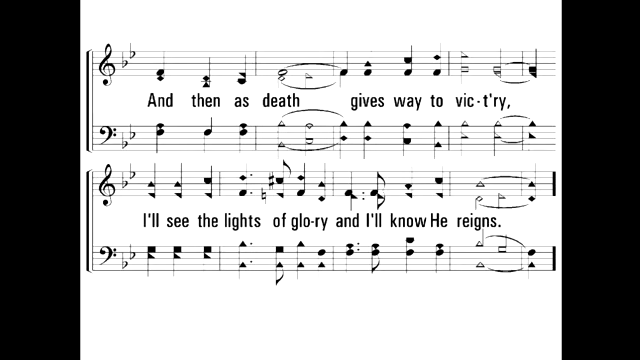 And then as death gives way to vic-t'ry,
I'll see the lights of glo-ry and I'll know He reigns.